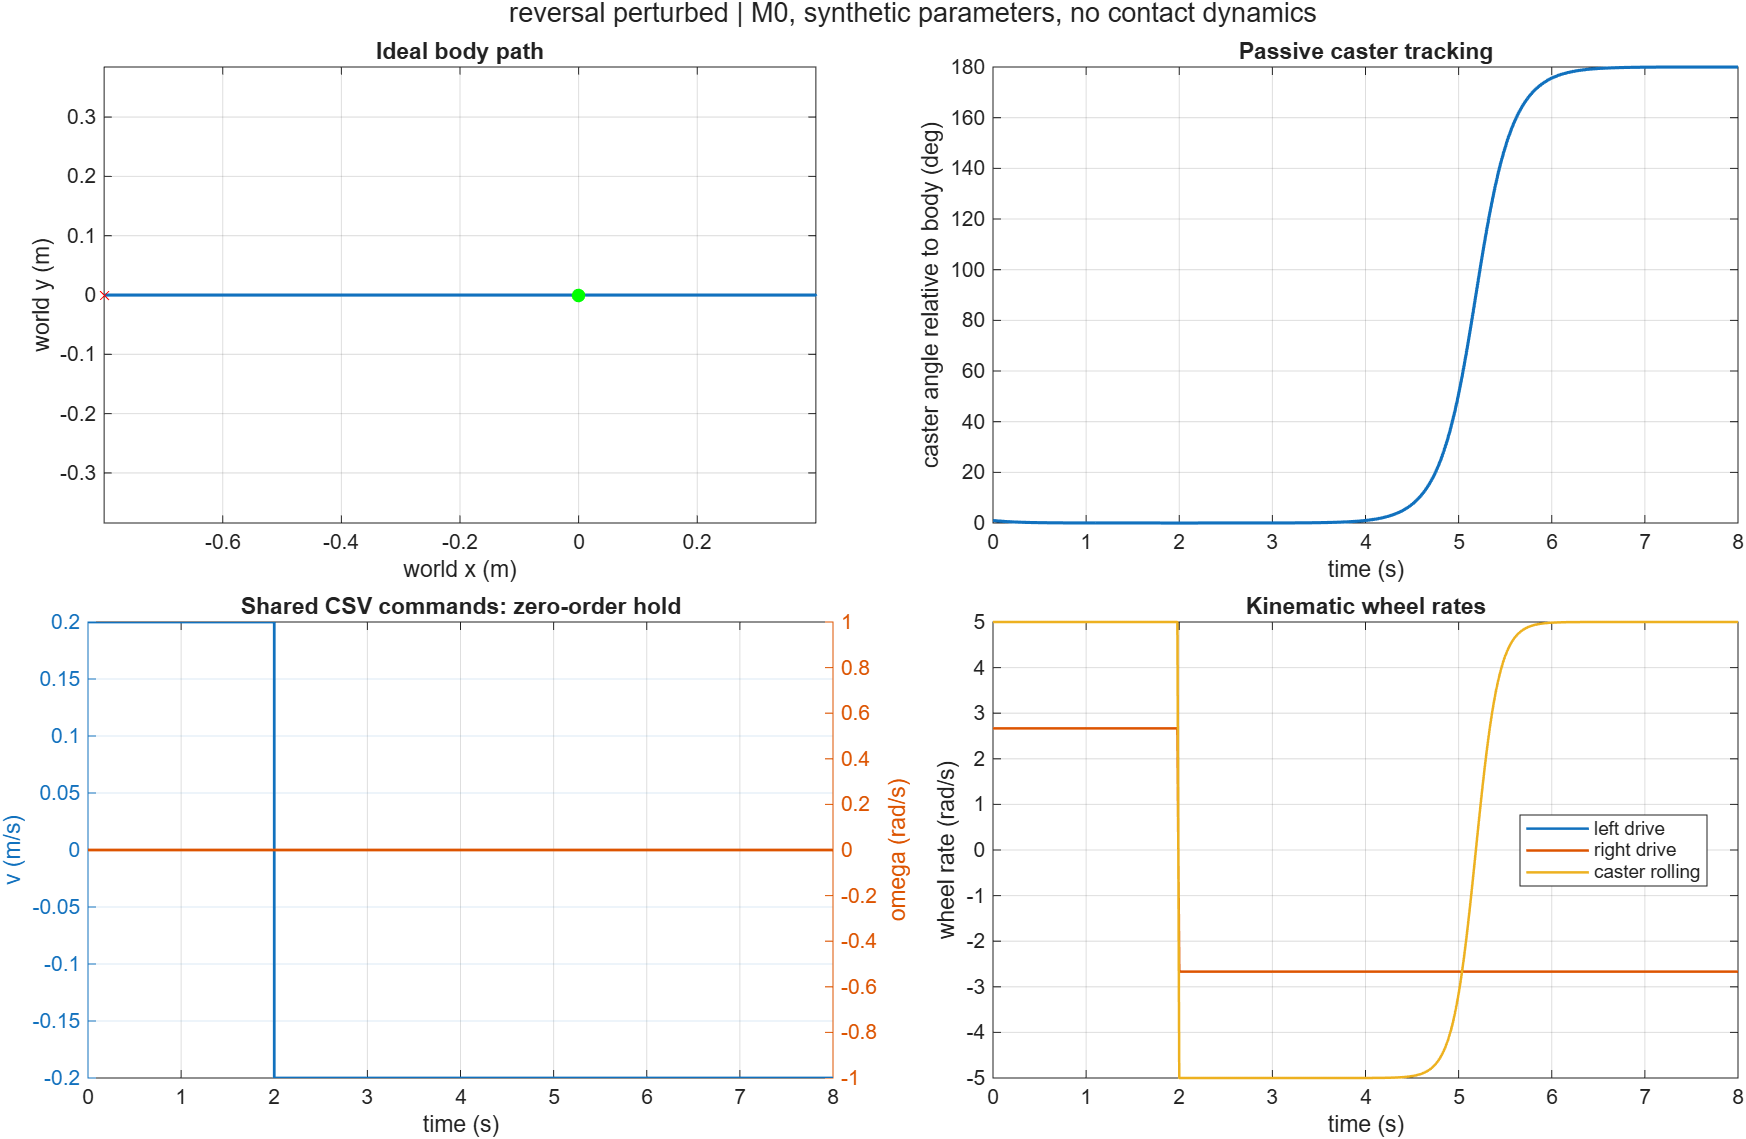 reversal perturbed | M0, synthetic parameters, no contact dynamics
Ideal body path
0.3
0.2
0.1
0
-0.1
-0.2
-0.3
world y (m)
-0.6 -0.4 -0.2 0 0.2
world x (m)
Passive caster tracking
180
160
140
120
100
80
60
40
20
0
caster angle relative to body (deg)
0 1 2 3 4 5 6 7 8
time (s)
Shared CSV commands: zero-order hold
0.2
0.15
0.1
0.05
0
-0.05
-0.1
-0.15
-0.2
v (m/s)
1
0.8
0.6
0.4
0.2
0
-0.2
-0.4
-0.6
-0.8
-1
omega (rad/s)
0 1 2 3 4 5 6 7 8
time (s)
Kinematic wheel rates
5
4
3
2
1
0
-1
-2
-3
-4
-5
wheel rate (rad/s)
left drive
right drive
caster rolling
0 1 2 3 4 5 6 7 8
time (s)